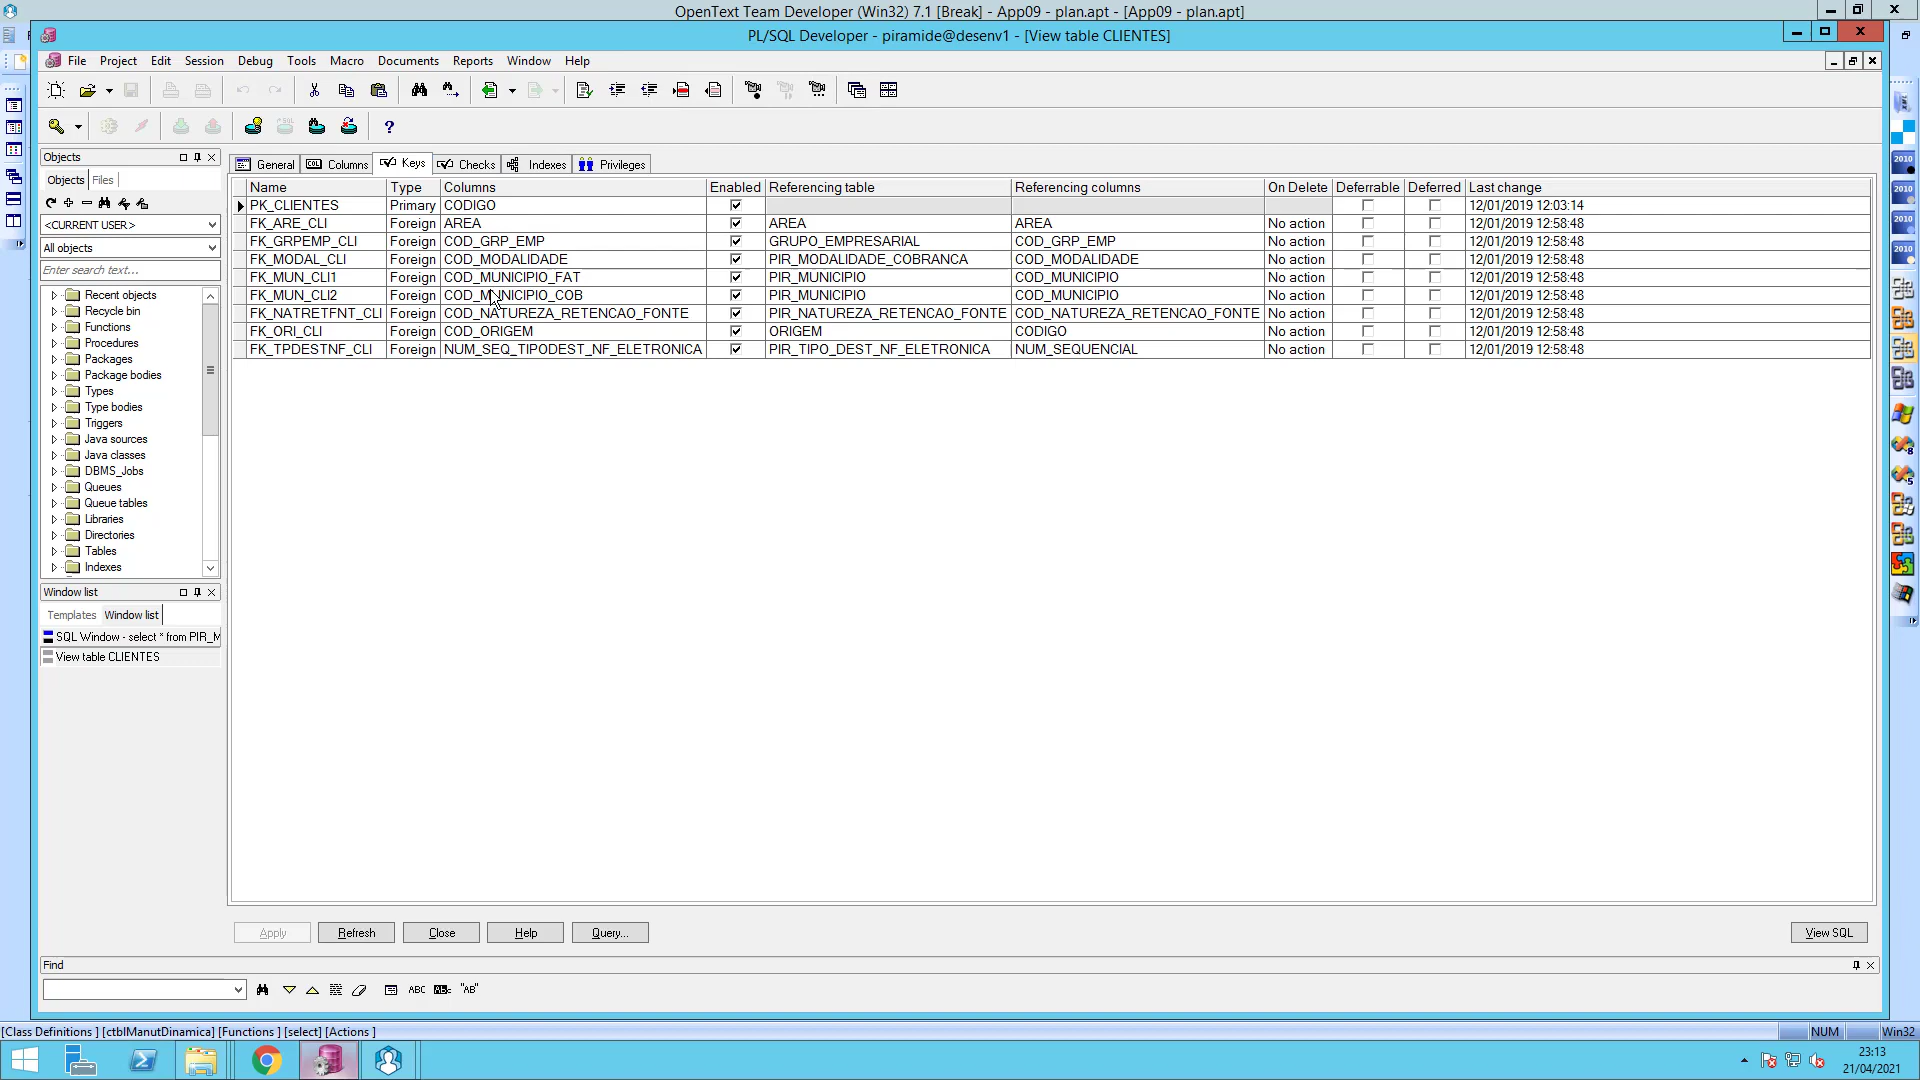 OpenText Team Developer (Win32) 7.1 [Break] - App09 - plan.apt - [App09 - plan.apt]
PL/SQL Developer - piramide@desenv1 - [View table CLIENTES]
File Project Edit Session Debug Tools Macro Documents Reports Window Help
Objects
Objects Files
<CURRENT USER>
All objects
Enter search text...
Recent objects
Recycle bin
Functions
Procedures
Packages
Package bodies
Types
Type bodies
Triggers
Java sources
Java classes
DBMS_Jobs
Queues
Queue tables
Libraries
Directories
Tables
Indexes
Window list
Templates Window list
SQL Window - select * from PIR_M
View table CLIENTES
General Columns Keys Checks Indexes Privileges
Name Type Columns Enabled Referencing table Referencing columns On Delete Deferrable Deferred Last change
PK_CLIENTES Primary CODIGO 12/01/2019 12:03:14
FK_ARE_CLI Foreign AREA AREA AREA No action 12/01/2019 12:58:48
FK_GRPEMP_CLI Foreign COD_GRP_EMP GRUPO_EMPRESARIAL COD_GRP_EMP No action 12/01/2019 12:58:48
FK_MODAL_CLI Foreign COD_MODALIDADE PIR_MODALIDADE_COBRANCA COD_MODALIDADE No action 12/01/2019 12:58:48
FK_MUN_CLI1 Foreign COD_MUNICIPIO_FAT PIR_MUNICIPIO COD_MUNICIPIO No action 12/01/2019 12:58:48
FK_MUN_CLI2 Foreign COD_MUNICIPIO_COB PIR_MUNICIPIO COD_MUNICIPIO No action 12/01/2019 12:58:48
FK_NATRETFNT_CLI Foreign COD_NATUREZA_RETENCAO_FONTE PIR_NATUREZA_RETENCAO_FONTE COD_NATUREZA_RETENCAO_FONTE No action 12/01/2019 12:58:48
FK_ORI_CLI Foreign COD_ORIGEM ORIGEM CODIGO No action 12/01/2019 12:58:48
FK_TPDESTNF_CLI Foreign NUM_SEQ_TIPODEST_NF_ELETRONICA PIR_TIPO_DEST_NF_ELETRONICA NUM_SEQUENCIAL No action 12/01/2019 12:58:48
Apply Refresh Close Help Query... View SQL
Find
ABC "AB"
2010
2010
2010
2010
[Class Definitions ] [ctblManutDinamica] [Functions ] [select] [Actions ] NUM Win32
23:13
21/04/2021